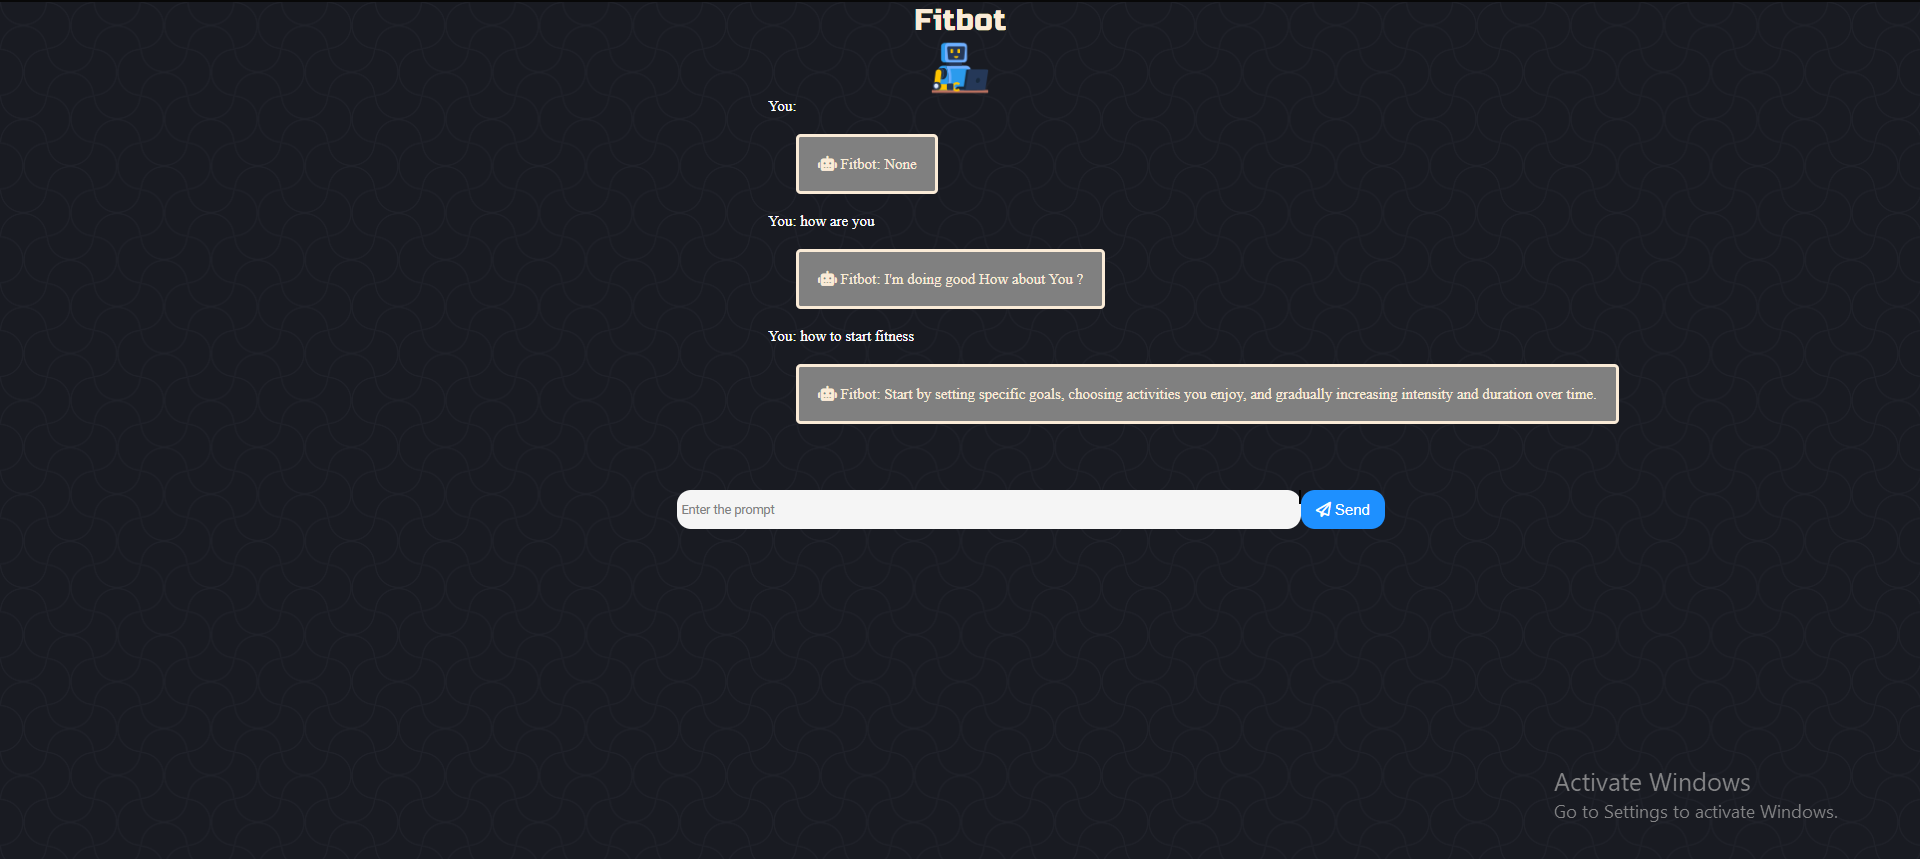 Fitbot
You:
Fitbot: None
You: how are you
Fitbot: I'm doing good How about You ?
You: how to start fitness
Fitbot: Start by setting specific goals, choosing activities you enjoy, and gradually increasing intensity and duration over time.
Enter the prompt
Send
Activate Windows
Go to Settings to activate Windows.